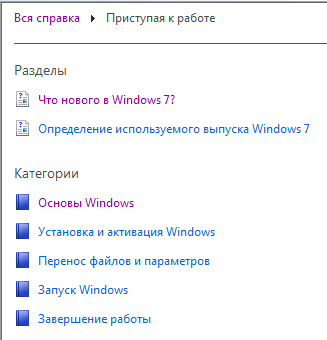 Вся справка ▶ Приступая к работе
Разделы
Что нового в Windows 7?
Определение используемого выпуска Windows 7
Категории
Основы Windows
Установка и активация Windows
Перенос файлов и параметров
Запуск Windows
Завершение работы